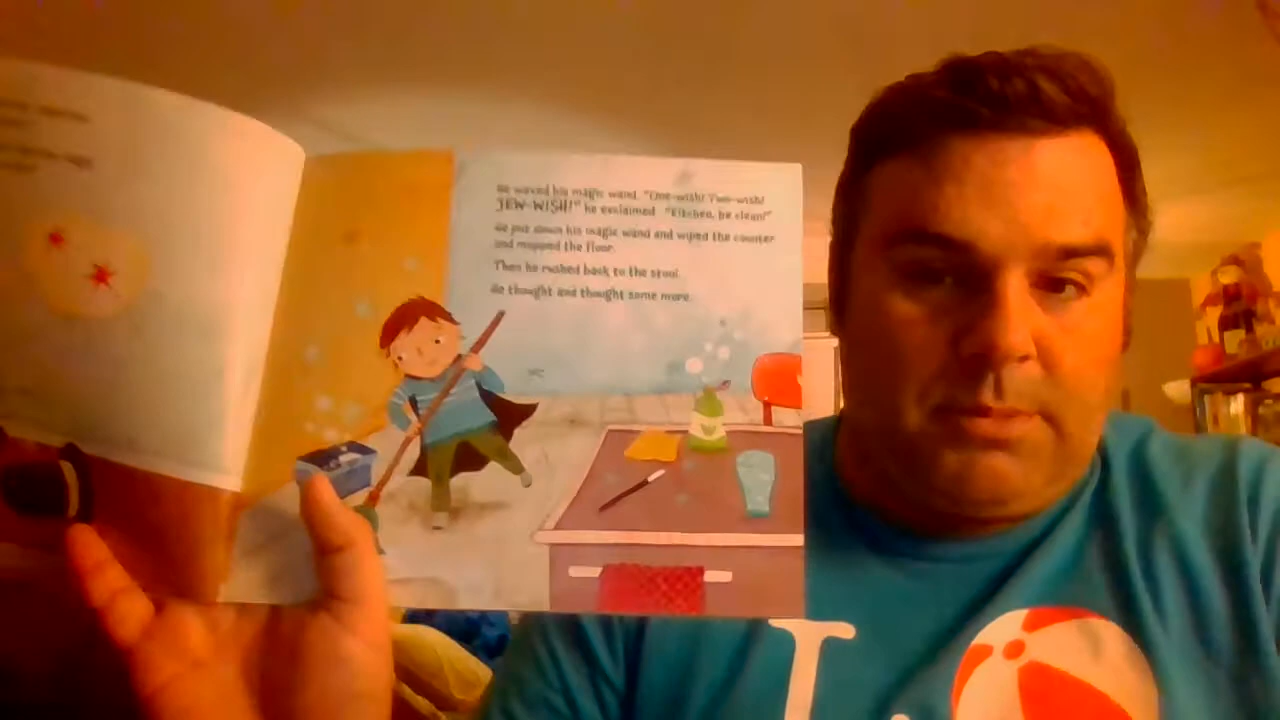 He waved his magic wand. "One-wish! Two-wish!
JEW-WISH!" he exclaimed. "Kitchen, be clean!"
He put down his magic wand and wiped the counter
and mopped the floor.
Then he rushed back to the stool.
He thought and thought some more.
I